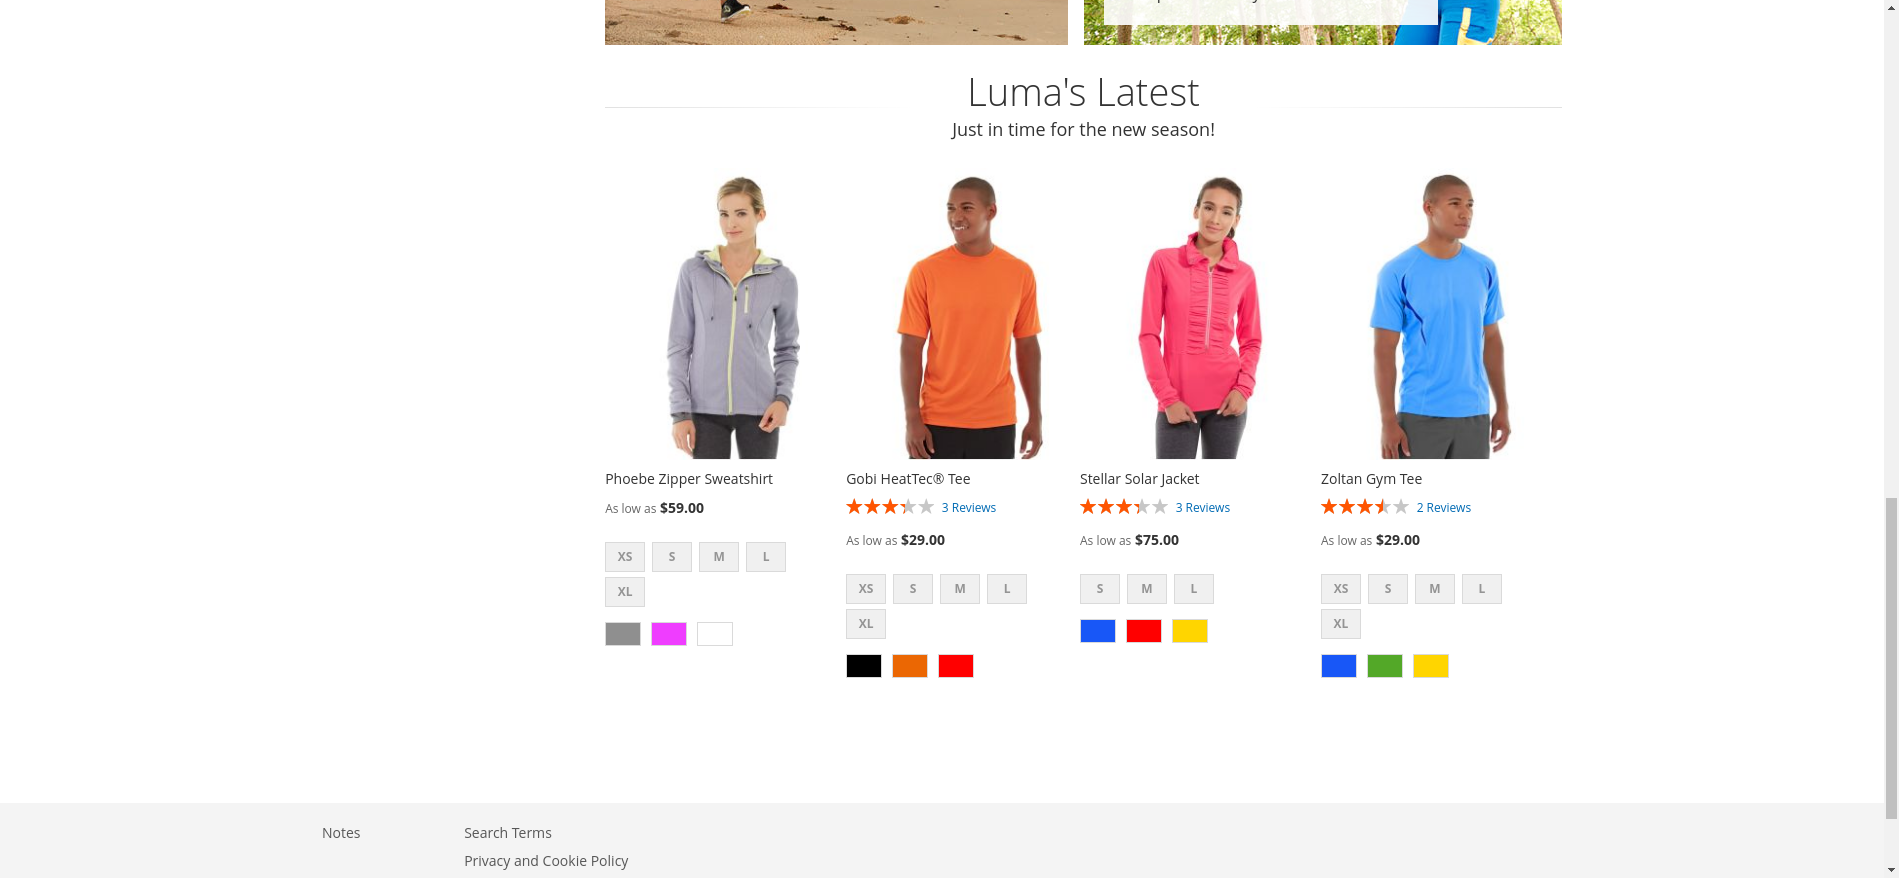 Luma's Latest
Just in time for the new season!
Phoebe Zipper Sweatshirt
As low as $59.00
XS S M L
XL
Gobi HeatTec® Tee
3 Reviews
As low as $29.00
XS S M L
XL
Stellar Solar Jacket
3 Reviews
As low as $75.00
S M L
Zoltan Gym Tee
2 Reviews
As low as $29.00
XS S M L
XL
Notes
Search Terms
Privacy and Cookie Policy